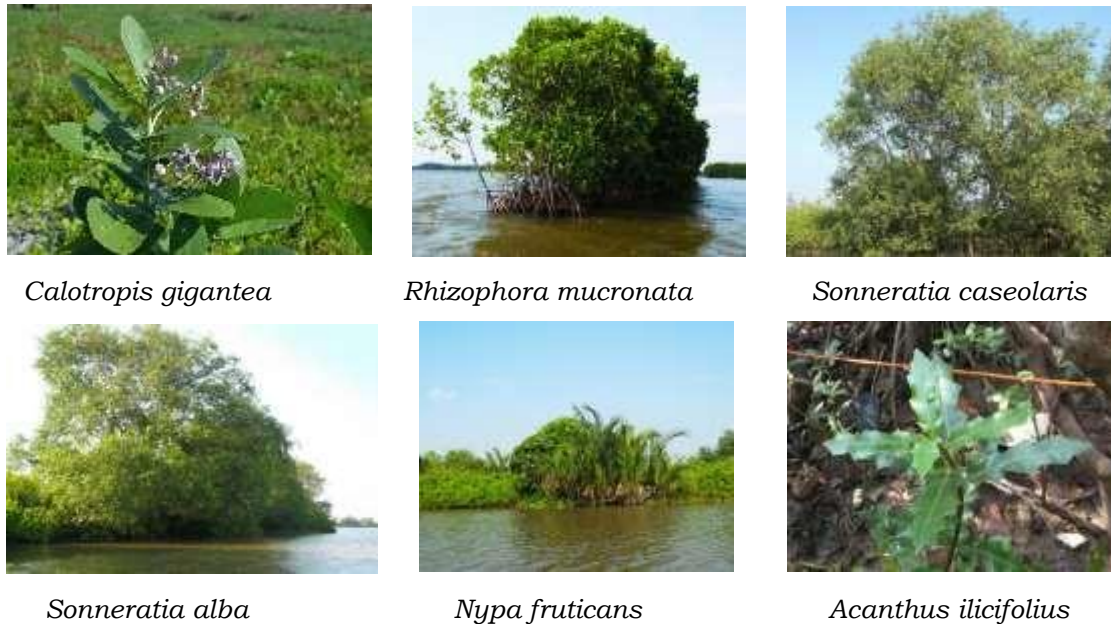 Calotropis gigantea
Rhizophora mucronata
Sonneratia caseolaris
Sonneratia alba
Nypa fruticans
Acanthus ilicifolius